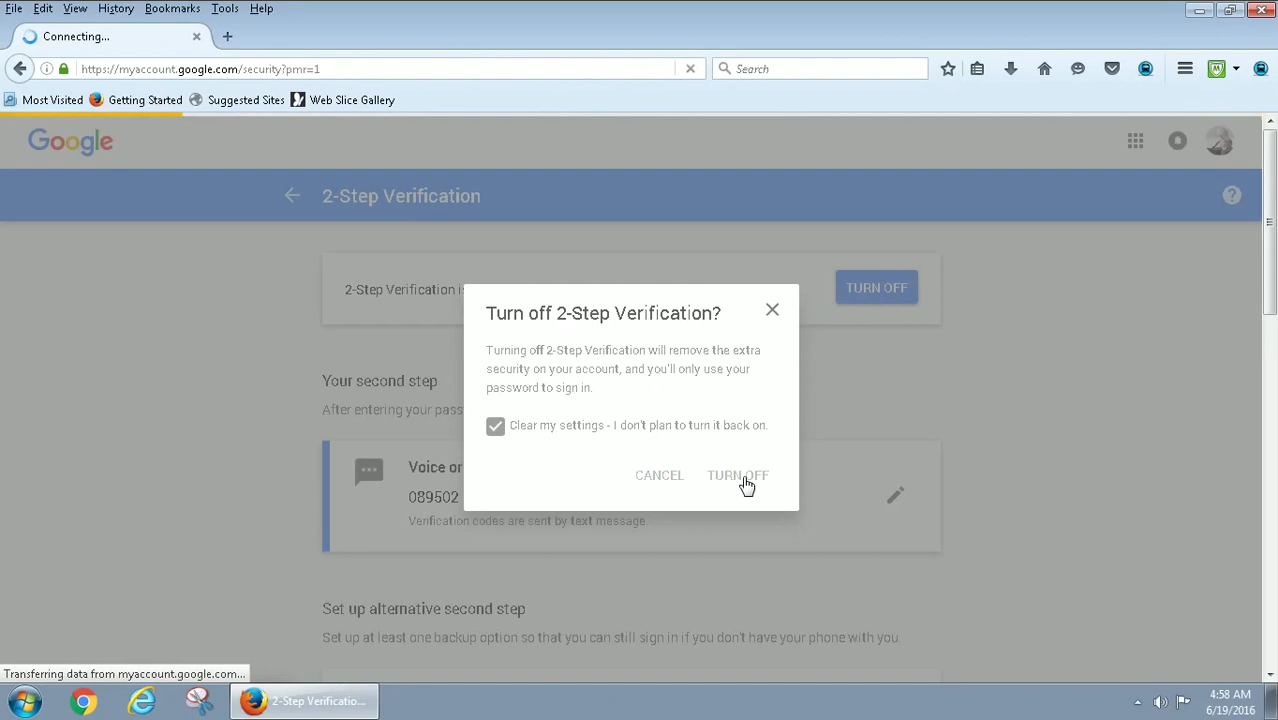 File Edit View History Bookmarks Tools Help
Connecting...
https://myaccount.google.com/security?pmr=1
Search
Most Visited Getting Started Suggested Sites Web Slice Gallery
Google
2-Step Verification
2-Step Verification i
TURN OFF
Turn off 2-Step Verification?
Turning off 2-Step Verification will remove the extra
security on your account, and you'll only use your
password to sign in.
Clear my settings - I don't plan to turn it back on.
CANCEL TURN OFF
Your second step
After entering your pass
Voice or
089502
Verification codes are sent by text message.
Set up alternative second step
Set up at least one backup option so that you can still sign in if you don't have your phone with you.
Transferring data from myaccount.google.com...
2-Step Verificatio...
4:58 AM
6/19/2016